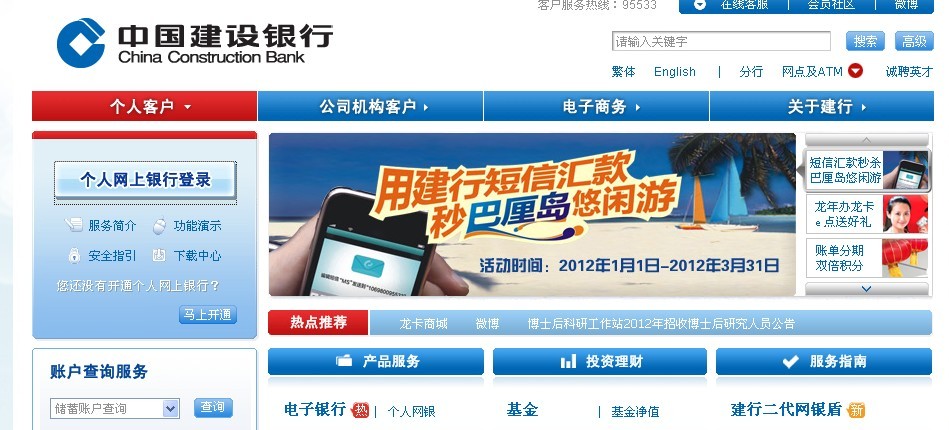 客户服务热线：95533
在线客服 | 会员社区 | 微博
中国建设银行
China Construction Bank
请输入关键字 搜索 高级
繁体 English | 分行 网点及ATM 诚聘英才
个人客户 公司机构客户 电子商务 关于建行
个人网上银行登录
服务简介 功能演示
安全指引 下载中心
您还没有开通个人网上银行？
马上开通
用建行短信汇款
秒巴厘岛悠闲游
活动时间：2012年1月1日-2012年3月31日
短信汇款秒杀
巴厘岛悠闲游
龙年办龙卡
e点送好礼
账单分期
双倍积分
热点推荐 龙卡商城 微博 博士后科研工作站2012年招收博士后研究人员公告
账户查询服务
储蓄账户查询 查询
产品服务 投资理财 服务指南
电子银行 热 | 个人网银 基金 | 基金净值 建行二代网银盾 新